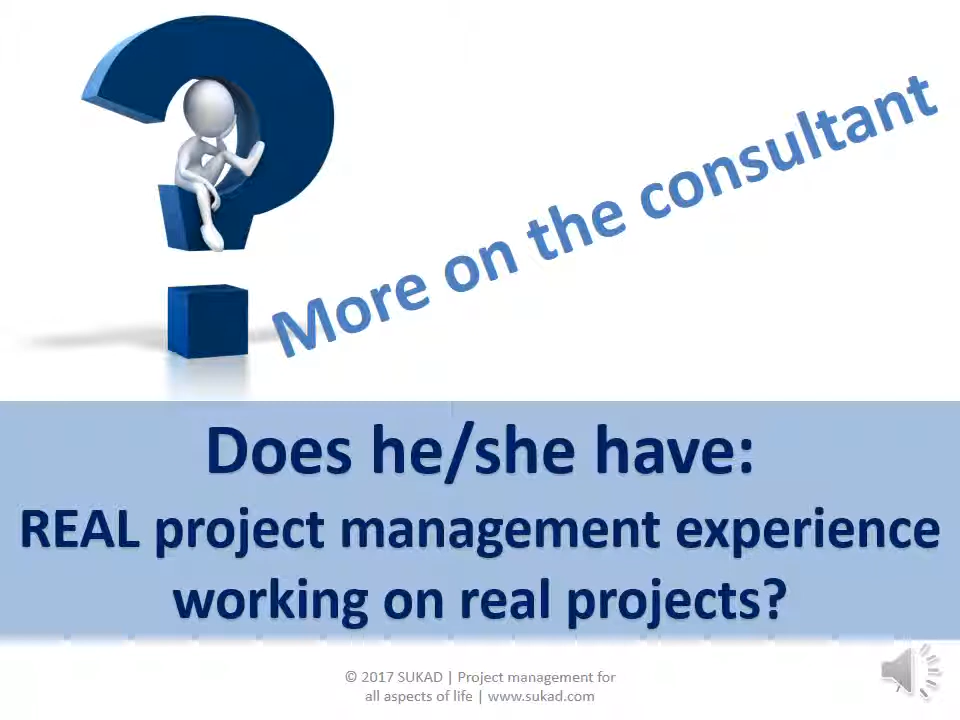 More on the consultant
Does he/she have:
REAL project management experience
working on real projects?
© 2017 SUKAD | Project management for
all aspects of life | www.sukad.com